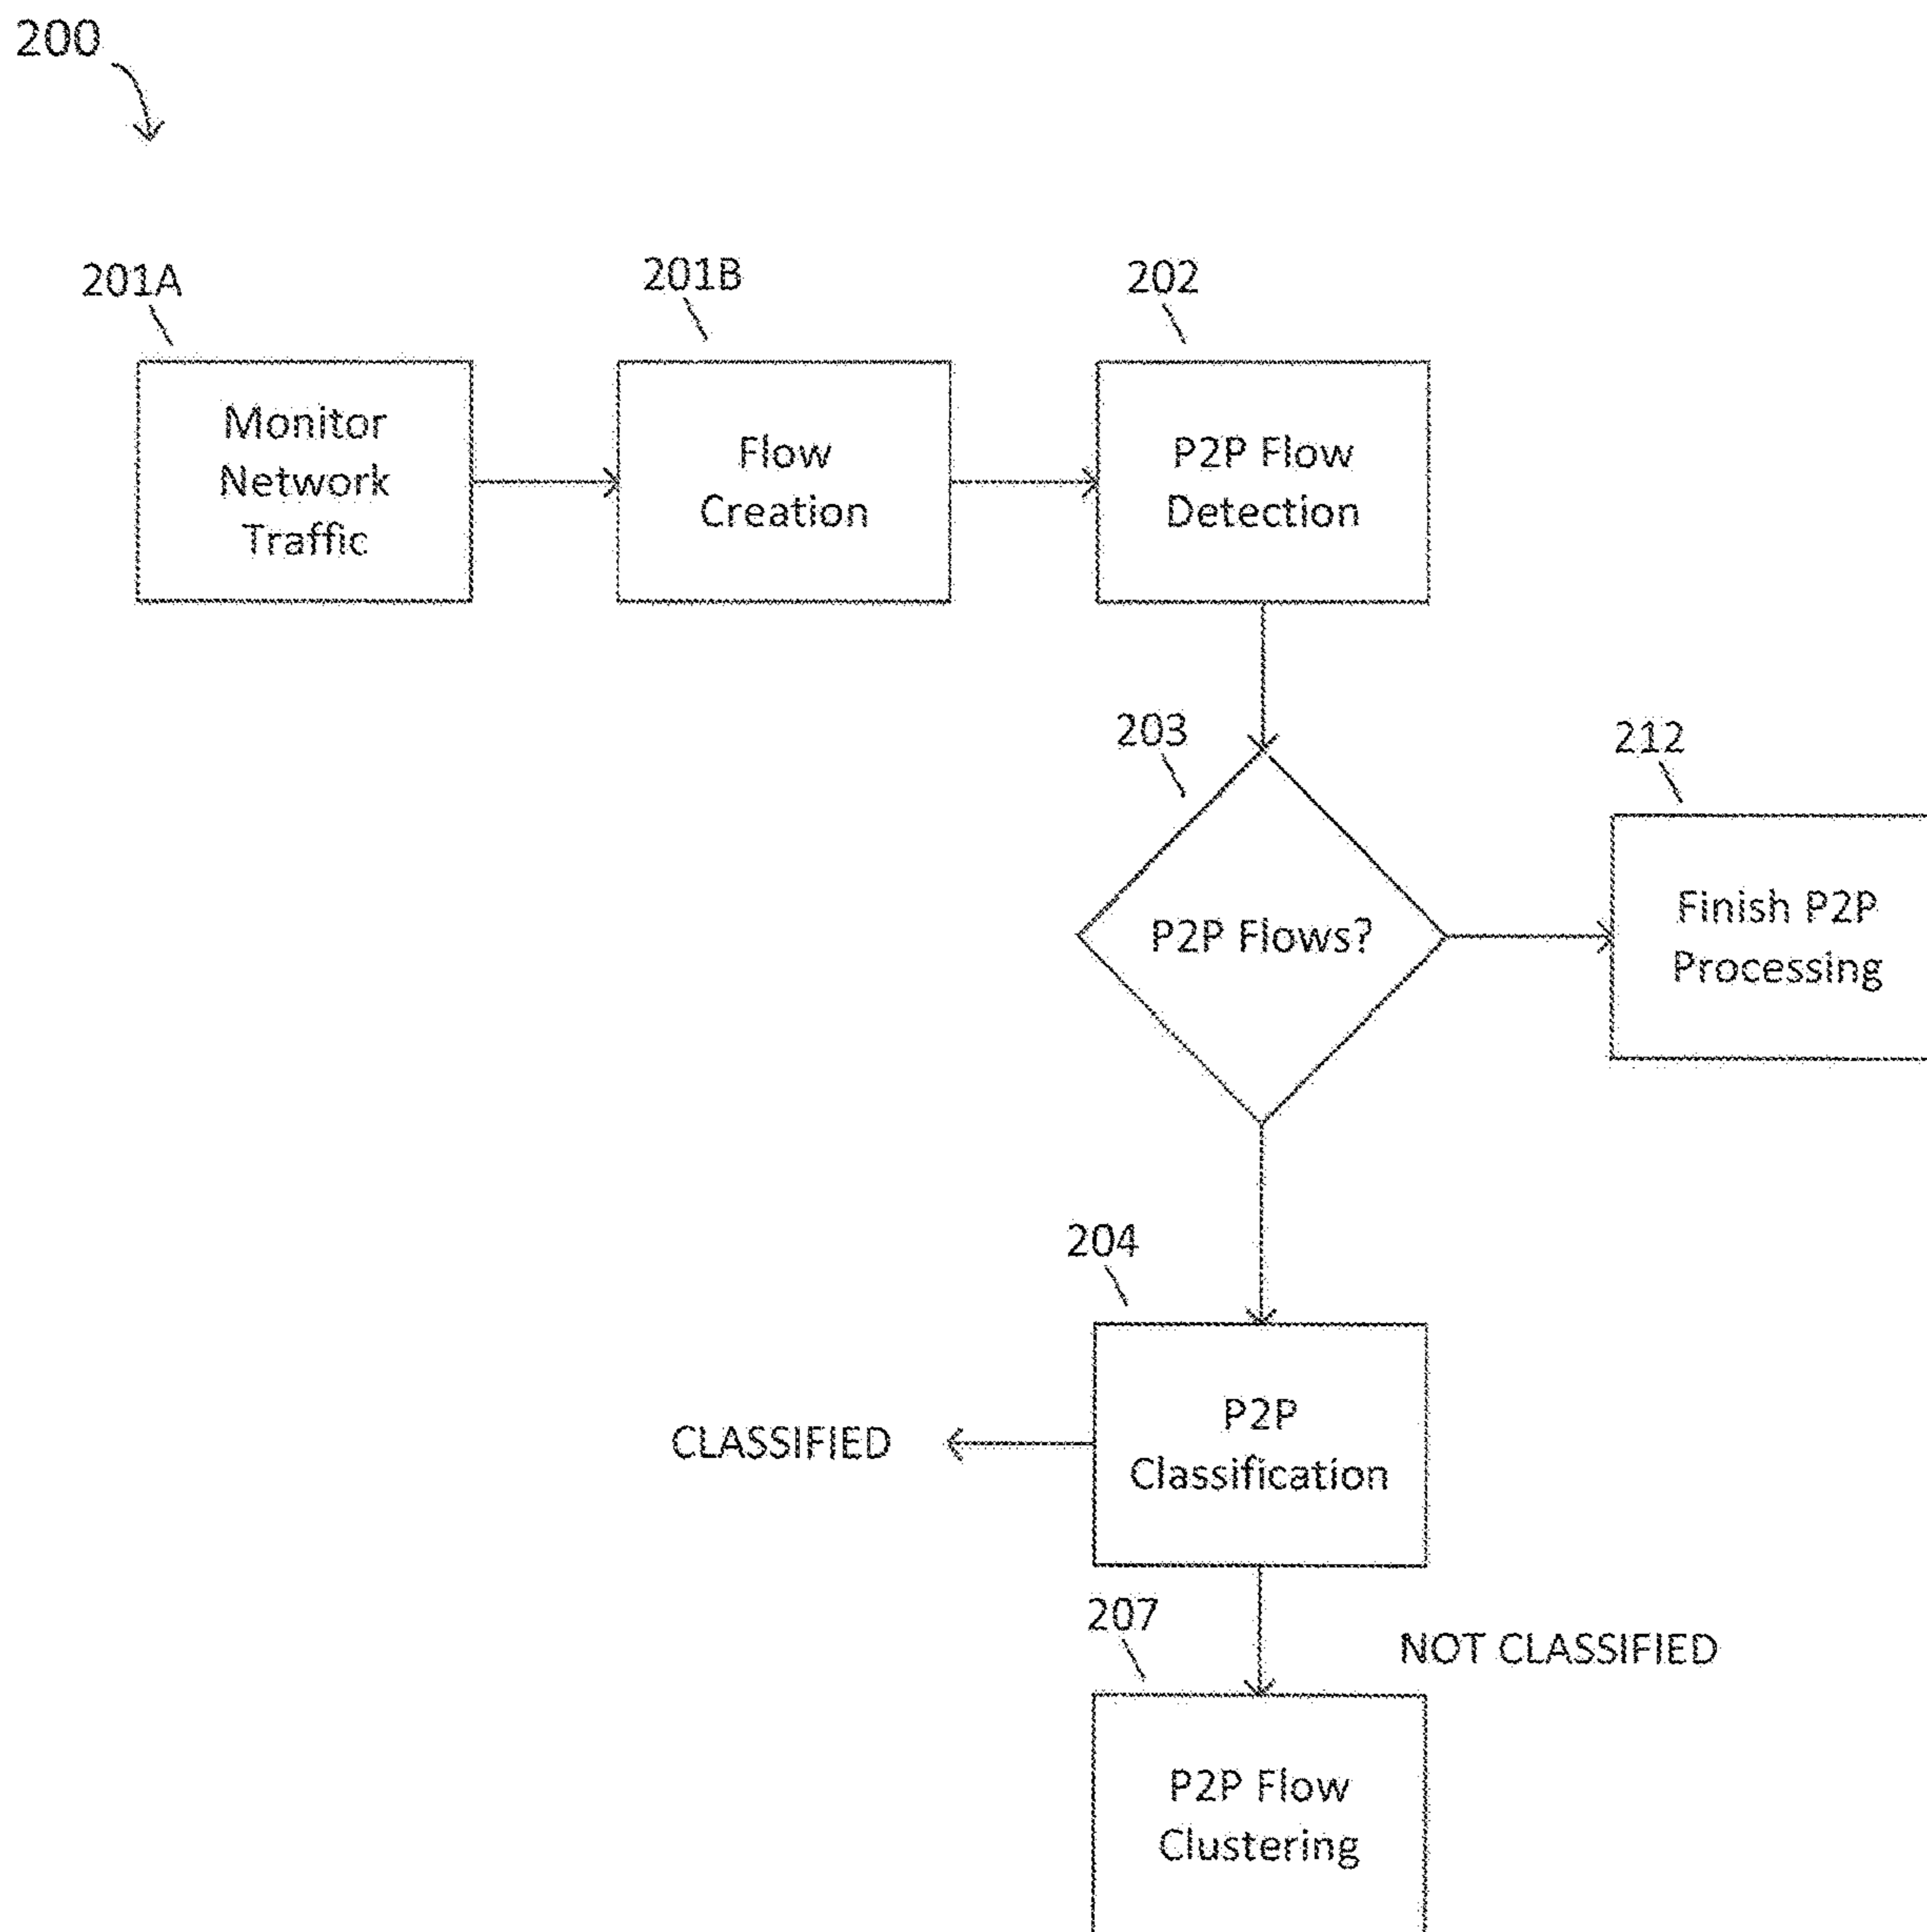 200
201A
201B
202
Monitor
Network
Traffic
Flow
Creation
P2P Flow
Detection
203
212
P2P Flows?
Finish P2P
Processing
204
P2P
Classification
CLASSIFIED
207
NOT CLASSIFIED
P2P Flow
Clustering